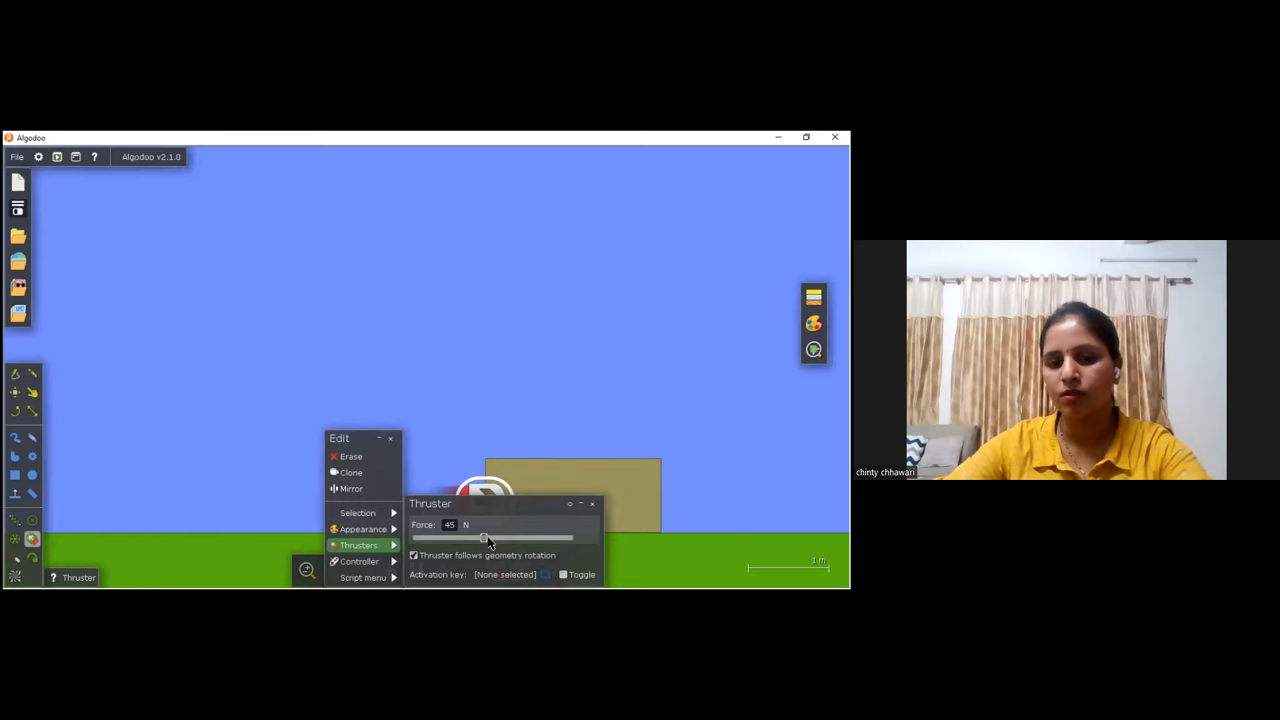 Algodoo
File ? Algodoo v2.1.0
Edit
Erase
Clone
Mirror
Selection
Appearance
Thrusters
Controller
Script menu
Thruster
Force: 45 N
Thruster follows geometry rotation
Activation key: [None selected] Toggle
? Thruster
1 m
chinty chhawari